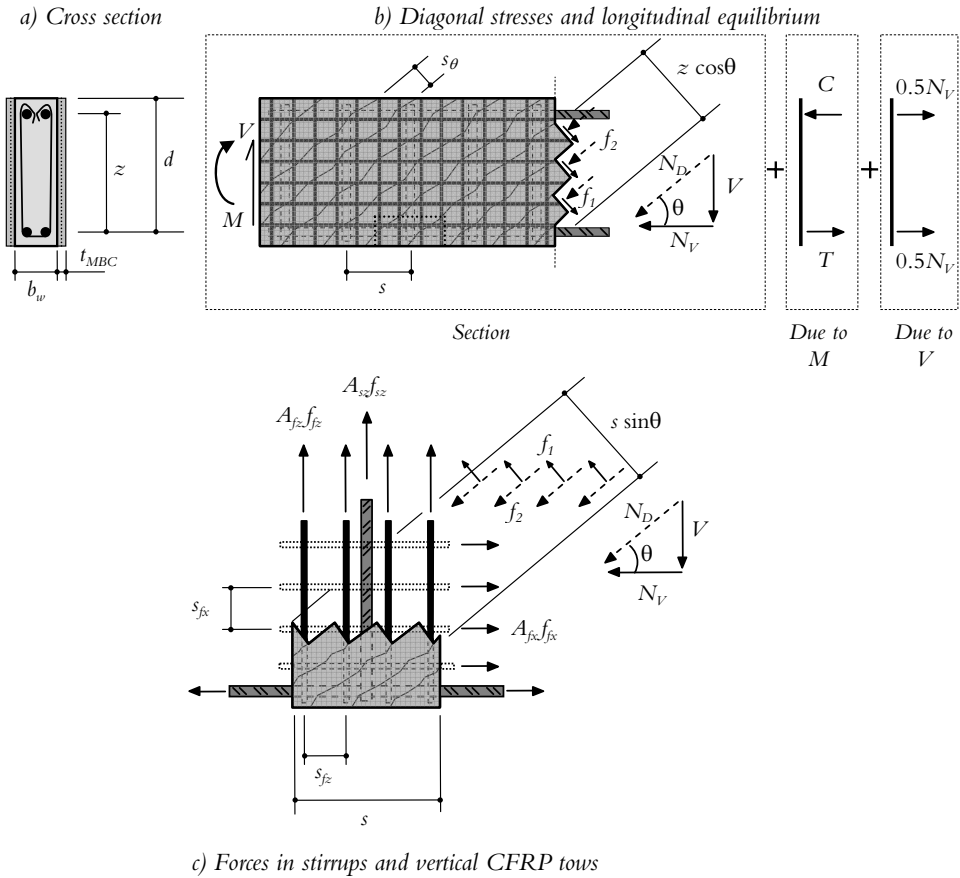 a) Cross section
b) Diagonal stresses and longitudinal equilibrium
s_θ
z cosθ
C
0.5N_V
V
f_2
d
z
N_D
V
+
+
f_1
θ
M
N_V
T
0.5N_V
t_MBC
s
b_w
Section
Due to M
Due to V
A_sz f_sz
A_fz f_fz
s sinθ
f_1
f_2
N_D
V
θ
N_V
s_fx
A_fx f_fx
s_fz
s
c) Forces in stirrups and vertical CFRP tows